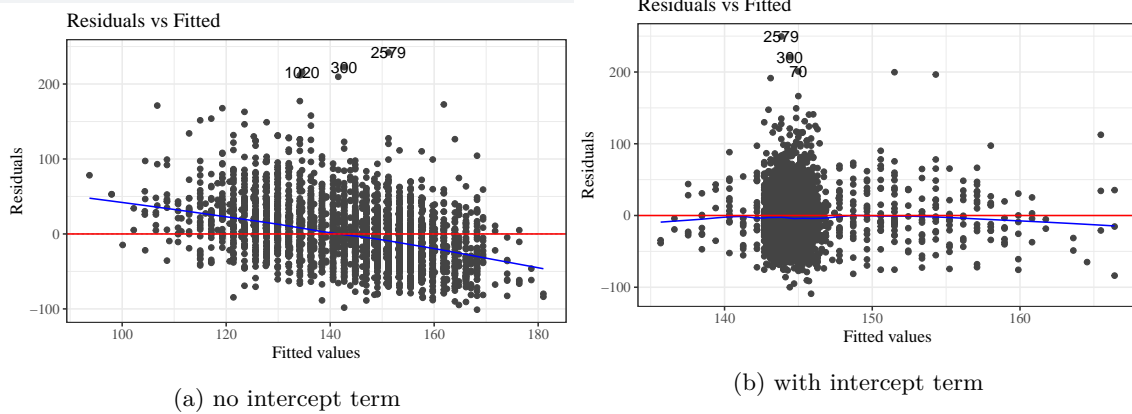 Residuals vs Fitted
2579
1020
300
200
100
0
−100
Residuals
100
120
140
160
180
Fitted values
(a) no intercept term
Residuals vs Fitted
2579
300
70
200
100
0
−100
Residuals
140
150
160
Fitted values
(b) with intercept term